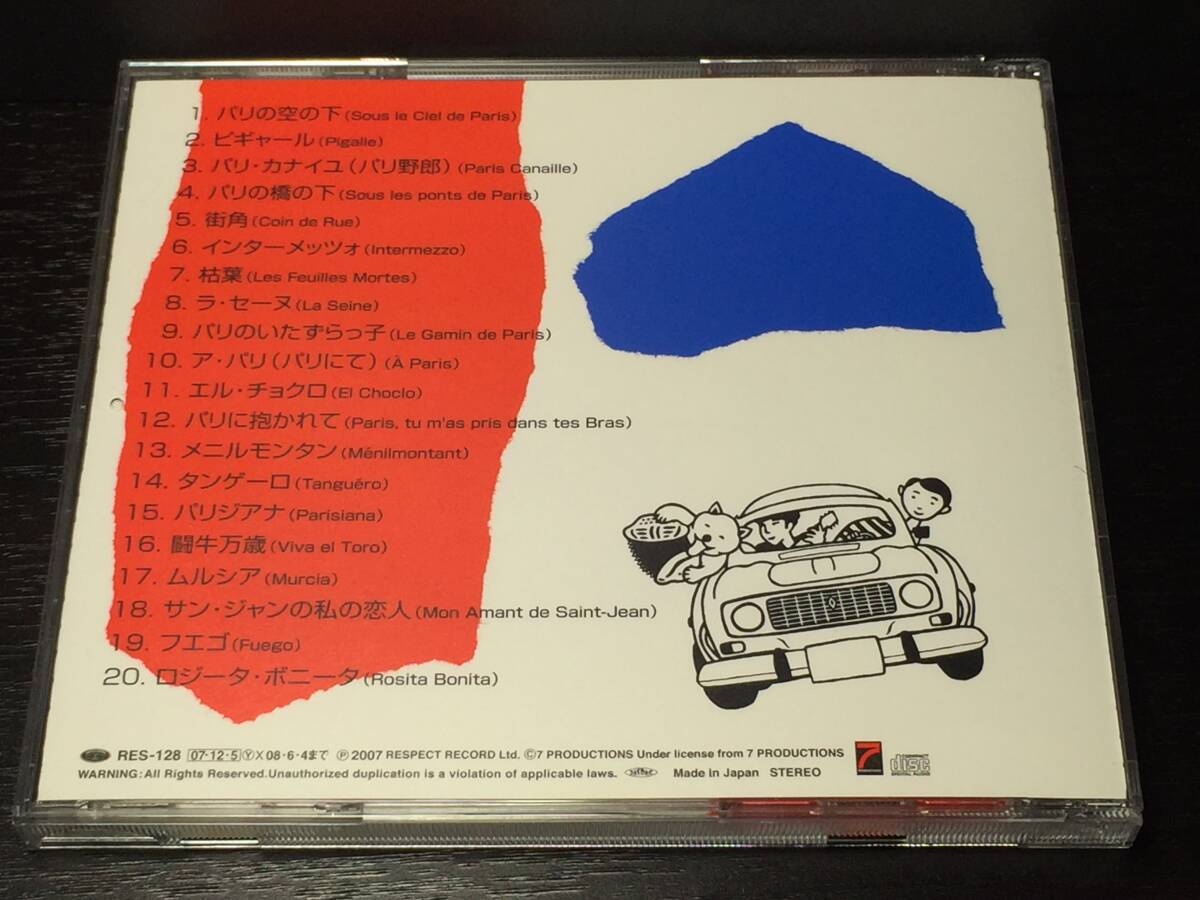 1. パリの空の下(Sous le Ciel de Paris)
2. ピギャール(Pigalle)
3. パリ・カナイユ(パリ野郎) (Paris Canaille)
4. パリの橋の下(Sous les ponts de Paris)
5. 街角(Coin de Rue)
6. インターメッツォ(Intermezzo)
7. 枯葉(Les Feuilles Mortes)
8. ラ・セーヌ(La Seine)
9. パリのいたずらっ子(Le Gamin de Paris)
10. ア・パリ(パリにて) (À Paris)
11. エル・チョクロ(El Choclo)
12. パリに抱かれて(Paris, tu m'as pris dans tes Bras)
13. メニルモンタン(Ménilmontant)
14. タンゲーロ(Tanguéro)
15. パリジアナ(Parisiana)
16. 闘牛万歳(Viva el Toro)
17. ムルシア(Murcia)
18. サン・ジャンの私の恋人(Mon Amant de Saint-Jean)
19. フエゴ(Fuego)
20. ロジータ・ボニータ(Rosita Bonita)
RES-128 07・12・5 Ⓨ X 08・6・4まで ℗2007 RESPECT RECORD Ltd. ©7 PRODUCTIONS Under license from 7 PRODUCTIONS
WARNING: All Rights Reserved. Unauthorized duplication is a violation of applicable laws. Made in Japan STEREO
7 PRODUCTIONS
disc